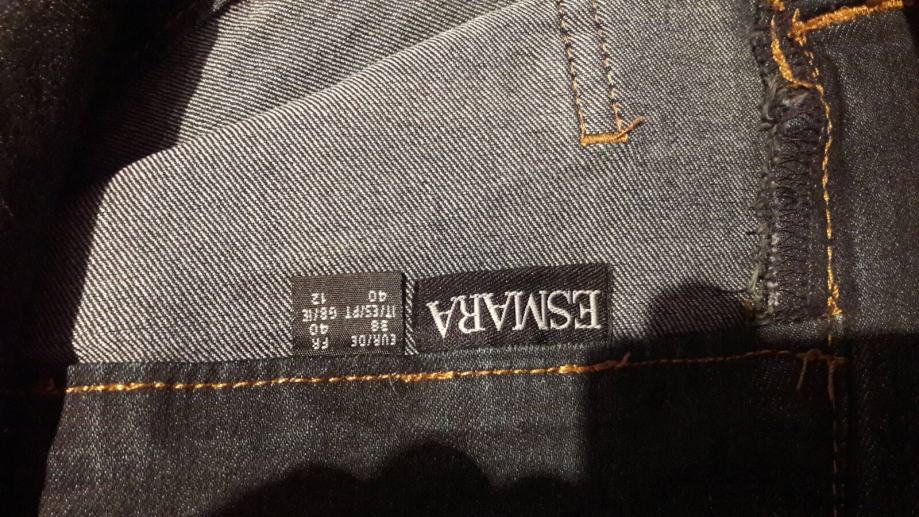 ESMARA
EUR/DE FR
38 40
IT/ES/PT GB/IE
40 12